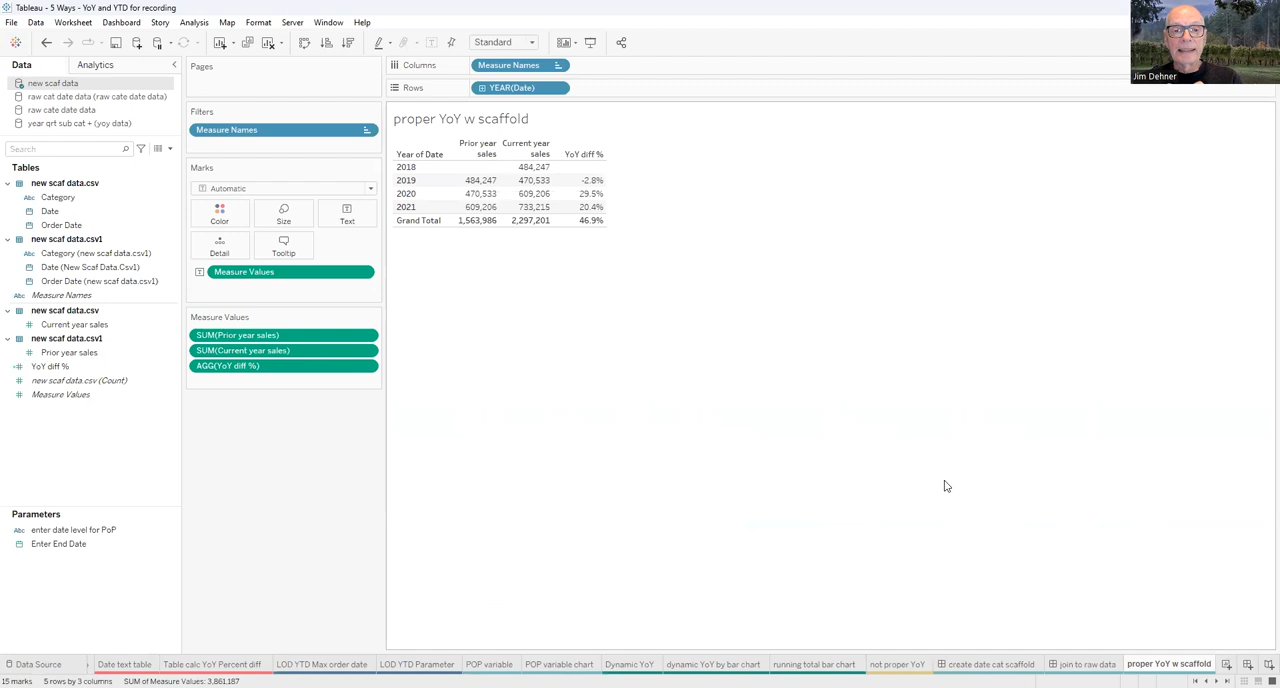 Tableau - 5 Ways - YoY and YTD for recording
File Data Worksheet Dashboard Story Analysis Map Format Server Window Help
Standard
Jim Dehner
Data Analytics
new scaf data
raw cat date data (raw cate date data)
raw cate date data
year qrt sub cat + (yoy data)
Search
Tables
new scaf data.csv
Abc Category
Date
Order Date
new scaf data.csv1
Abc Category (new scaf data.csv1)
Date (New Scaf Data.Csv1)
Order Date (new scaf data.csv1)
Abc Measure Names
new scaf data.csv
# Current year sales
new scaf data.csv1
# Prior year sales
YoY diff %
# new scaf data.csv (Count)
# Measure Values
Parameters
Abc enter date level for PoP
Enter End Date
Pages
Filters
Measure Names
Marks
Automatic
Color Size Text
Detail Tooltip
Measure Values
Measure Values
SUM(Prior year sales)
SUM(Current year sales)
AGG(YoY diff %)
Columns Measure Names
Rows YEAR(Date)
proper YoY w scaffold
Prior year Current year
Year of Date sales sales YoY diff %
2018 484,247
2019 484,247 470,533 -2.8%
2020 470,533 609,206 29.5%
2021 609,206 733,215 20.4%
Grand Total 1,563,986 2,297,201 46.9%
Data Source Date text table Table calc YoY Percent diff LOD YTD Max order date LOD YTD Parameter POP variable POP variable chart Dynamic YoY dynamic YoY by bar chart running total bar chart not proper YoY create date cat scaffold join to raw data proper YoY w scaffold
15 marks 5 rows by 3 columns SUM of Measure Values: 3,861,187